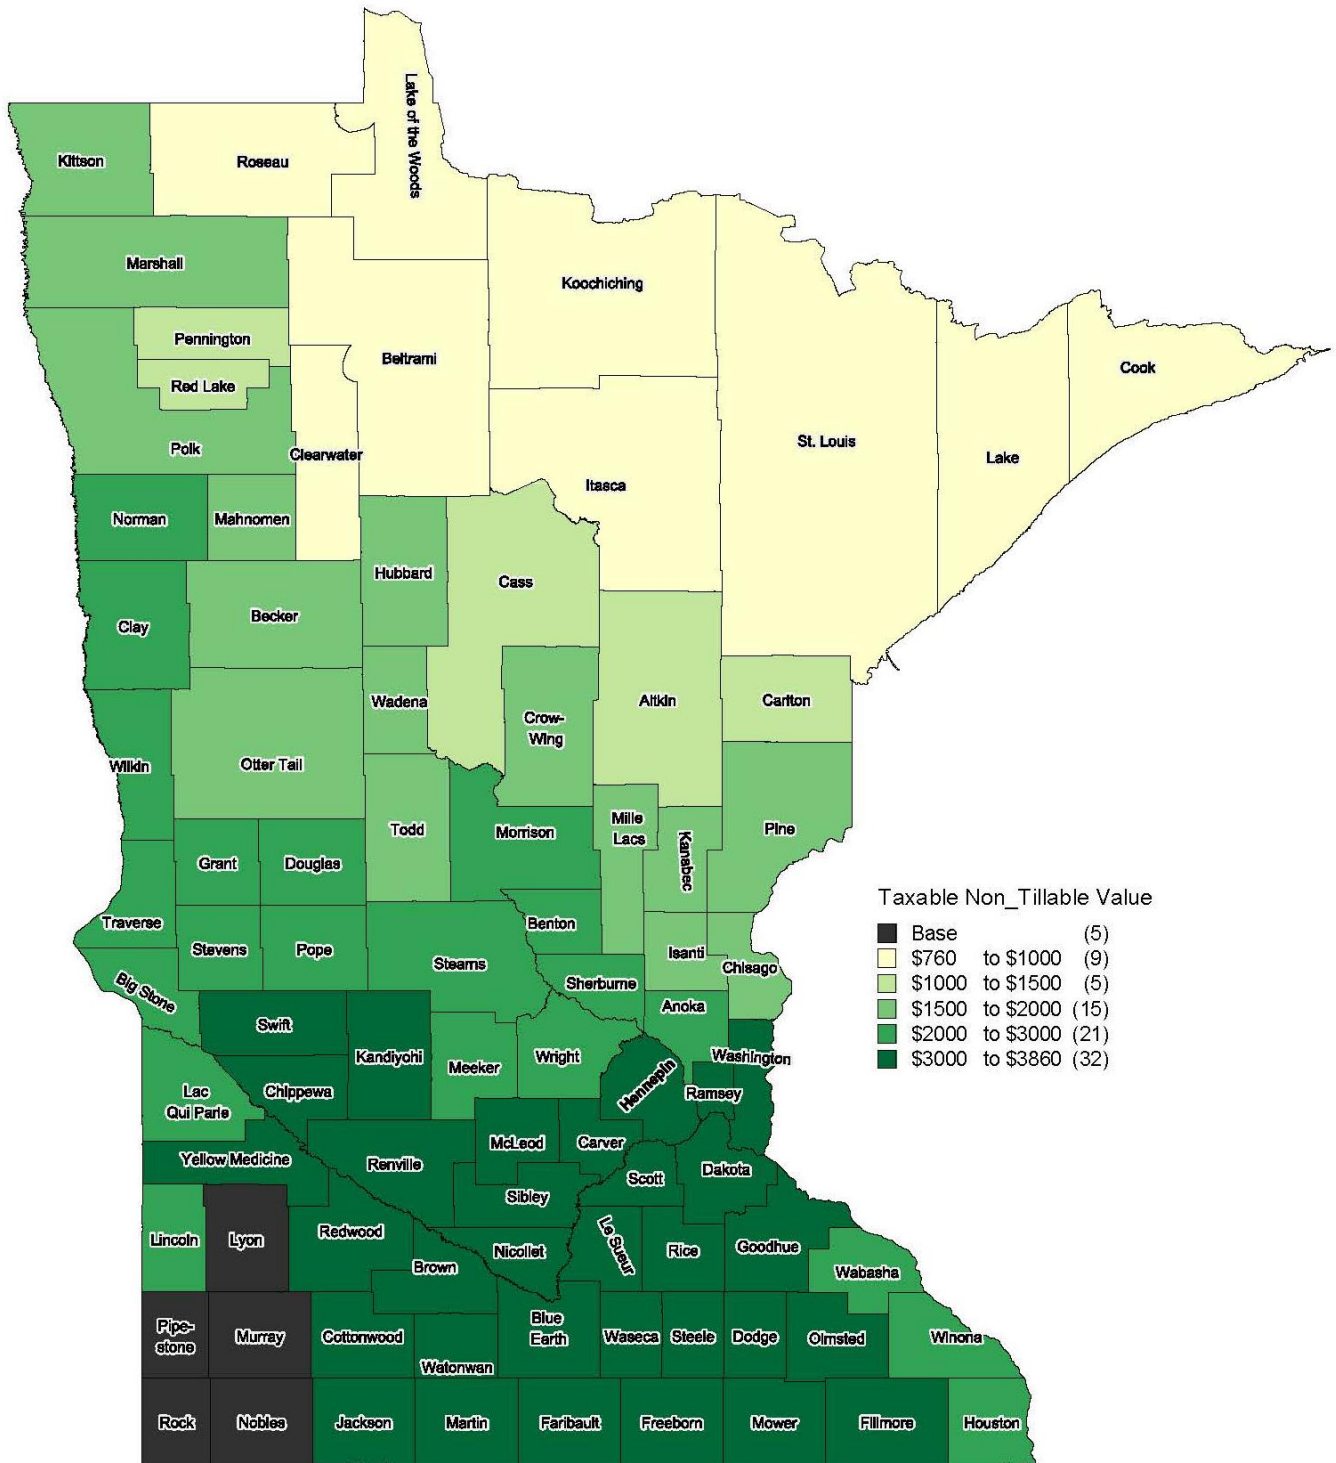 Lake of the Woods
Kittson
Roseau
Marshall
Koochiching
Pennington
Beltrami
Cook
Red Lake
St. Louis
Polk
Clearwater
Lake
Itasca
Norman
Mahnomen
Hubbard
Cass
Becker
Clay
Wadena
Aitkin
Carlton
Crow-
Wing
Wilkin
Otter Tail
Mille
Lacs
Todd
Morrison
Pine
Kanabec
Grant
Douglas
Traverse
Benton
Stevens
Pope
Stearns
Isanti
Chisago
Big Stone
Sherburne
Anoka
Swift
Kandiyohi
Meeker
Wright
Washington
Hennepin
Ramsey
Chippewa
Lac
Qui Parle
McLeod
Carver
Yellow Medicine
Renville
Scott
Dakota
Sibley
Lincoln
Lyon
Redwood
Nicollet
Le Sueur
Rice
Goodhue
Brown
Wabasha
Pipe-
stone
Murray
Cottonwood
Watonwan
Blue
Earth
Waseca
Steele
Dodge
Olmsted
Winona
Rock
Nobles
Jackson
Martin
Faribault
Freeborn
Mower
Fillmore
Houston
Taxable Non_Tillable Value
Base (5)
$760 to $1000 (9)
$1000 to $1500 (5)
$1500 to $2000 (15)
$2000 to $3000 (21)
$3000 to $3860 (32)